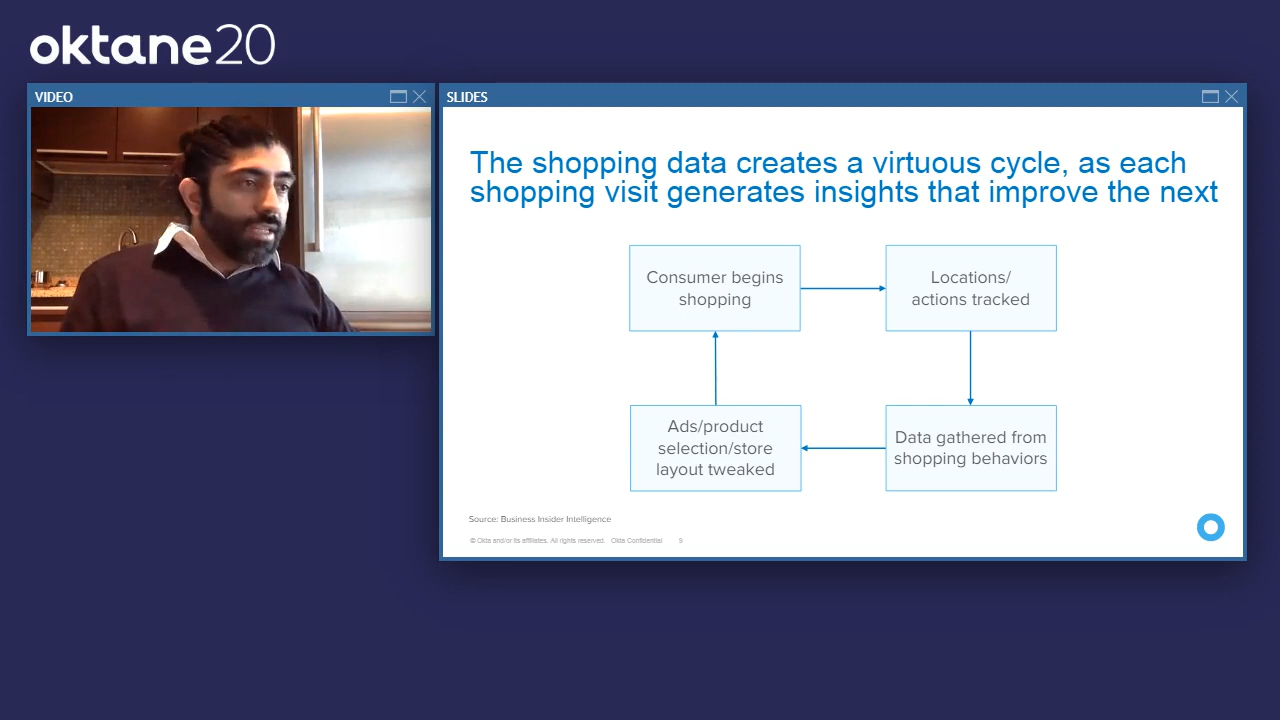 oktane20
VIDEO
SLIDES
The shopping data creates a virtuous cycle, as each
shopping visit generates insights that improve the next
Consumer begins
shopping
Locations/
actions tracked
Ads/product
selection/store
layout tweaked
Data gathered from
shopping behaviors
Source: Business Insider Intelligence
© Okta and/or its affiliates. All rights reserved. Okta Confidential 9